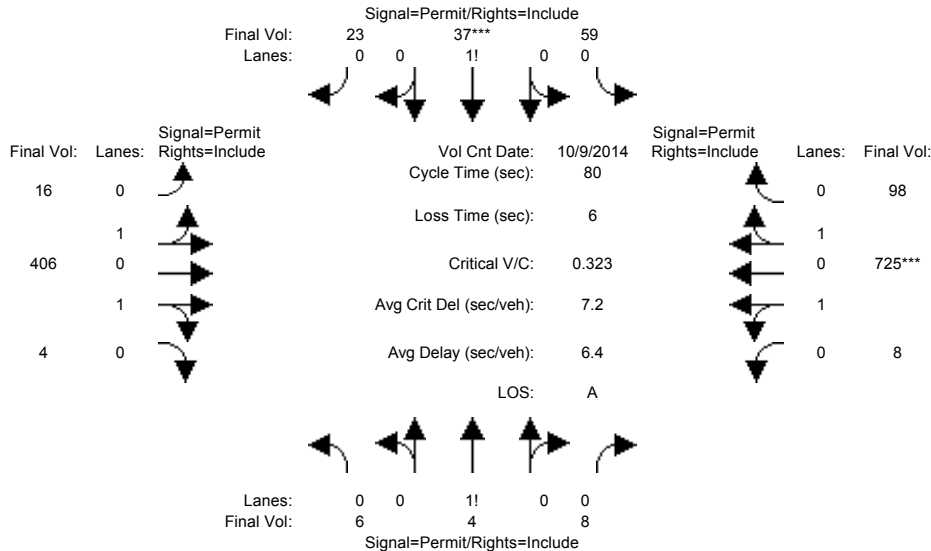 Signal=Permit/Rights=Include
Final Vol: 23 37*** 59
Lanes: 0 0 1! 0 0
Signal=Permit Signal=Permit
Final Vol: Lanes: Rights=Include Vol Cnt Date: 10/9/2014 Rights=Include Lanes: Final Vol:
Cycle Time (sec): 80
16 0 0 98
Loss Time (sec): 6
1 1
406 0 Critical V/C: 0.323 0 725***
1 Avg Crit Del (sec/veh): 7.2 1
4 0 Avg Delay (sec/veh): 6.4 0 8
LOS: A
Lanes: 0 0 1! 0 0
Final Vol: 6 4 8
Signal=Permit/Rights=Include